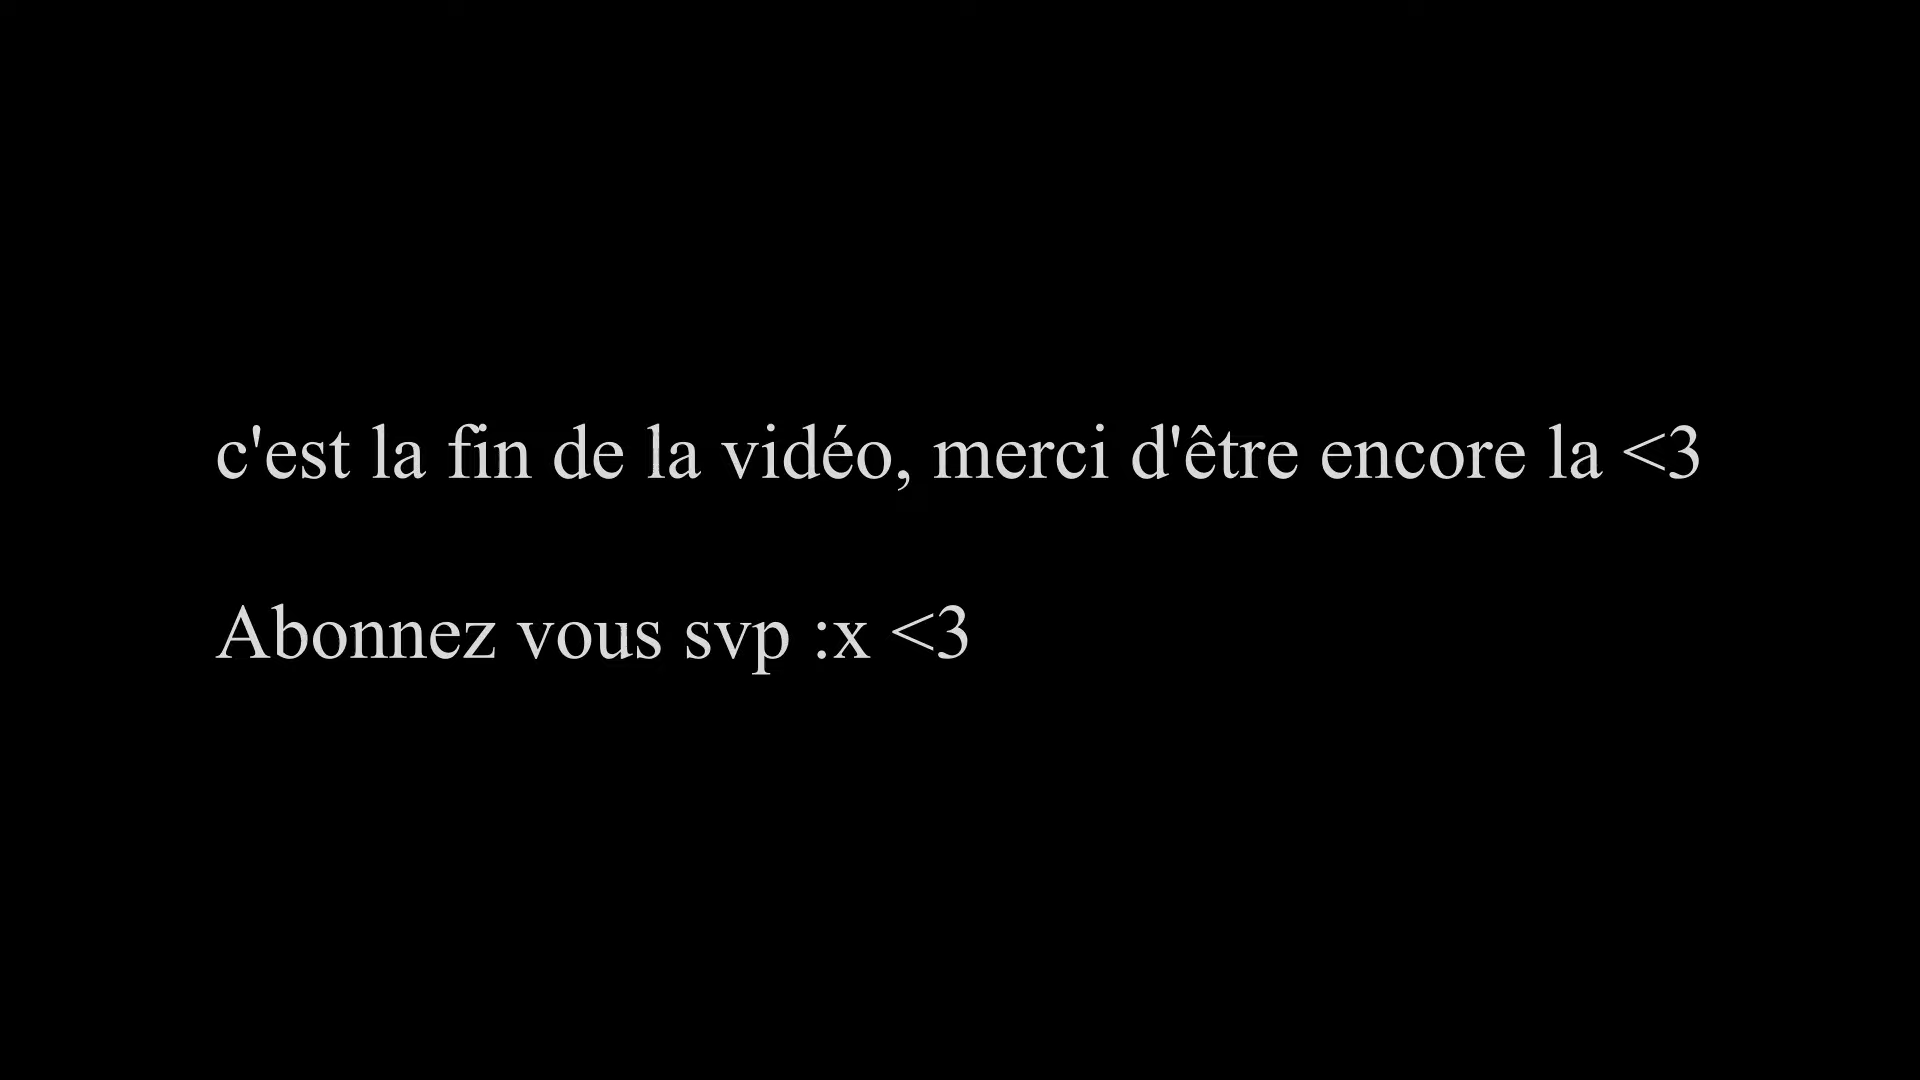 c'est la fin de la vidéo, merci d'être encore la <3
Abonnez vous svp :x <3